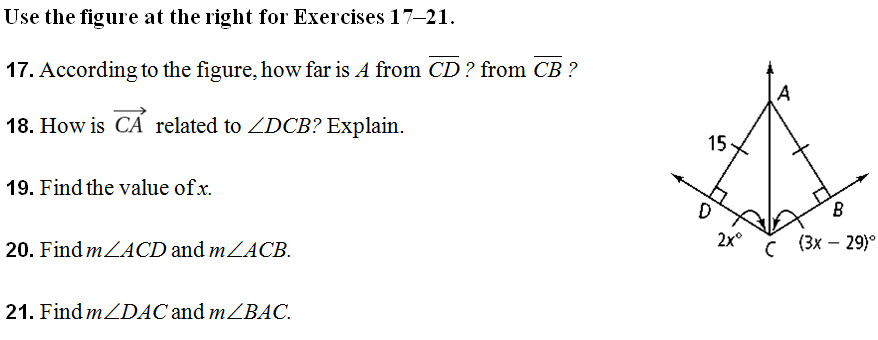 Use the figure at the right for Exercises 17–21.
17. According to the figure, how far is A from C̅D̅ ? from C̅B̅ ?
18. How is CA⃗ related to ∠DCB? Explain.
19. Find the value of x.
20. Find m∠ACD and m∠ACB.
21. Find m∠DAC and m∠BAC.
A
15
D
B
2x°
C
(3x – 29)°